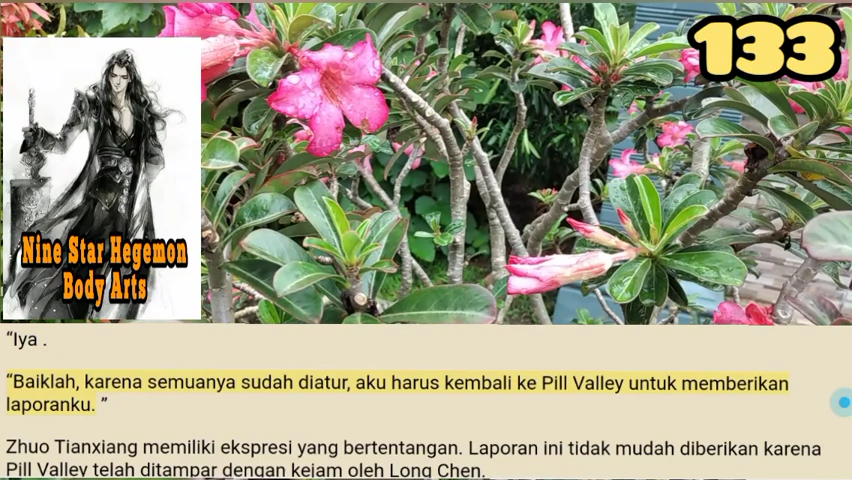 133
Nine Star Hegemon
Body Arts
“Iya .
“Baiklah, karena semuanya sudah diatur, aku harus kembali ke Pill Valley untuk memberikan
laporanku. ”
Zhuo Tianxiang memiliki ekspresi yang bertentangan. Laporan ini tidak mudah diberikan karena
Pill Valley telah ditampar dengan kejam oleh Long Chen.